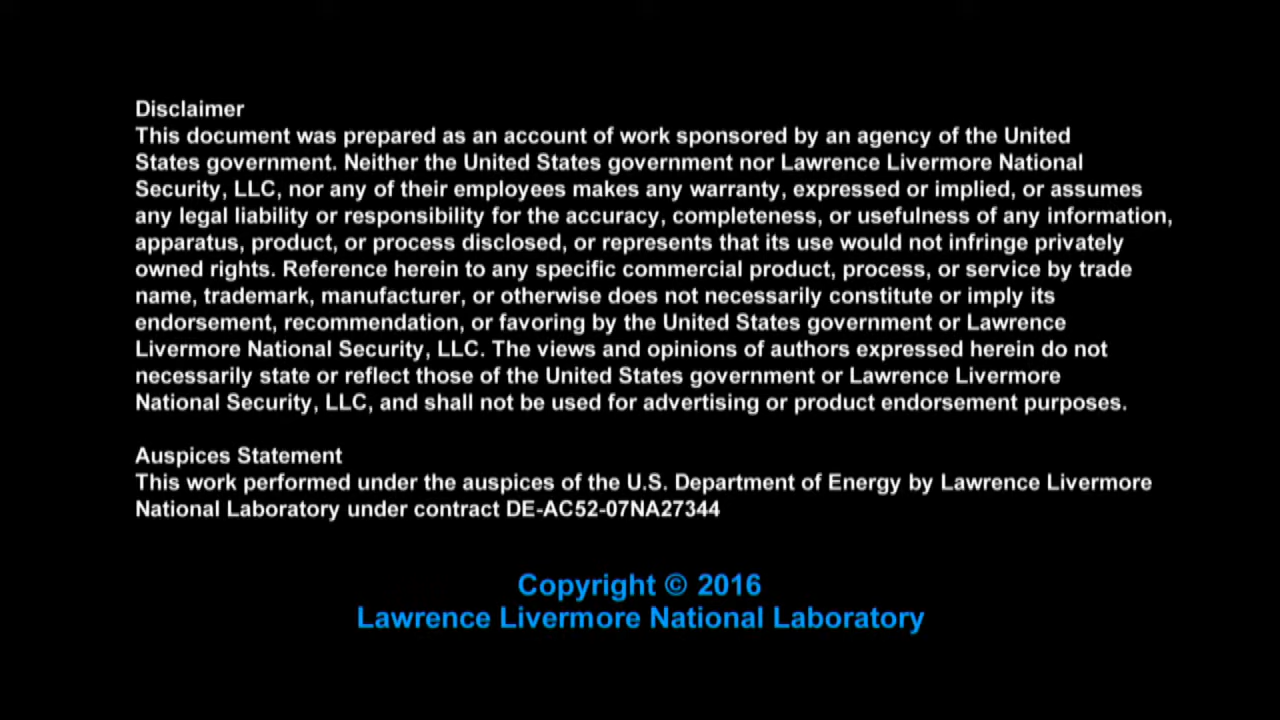 Disclaimer
This document was prepared as an account of work sponsored by an agency of the United
States government. Neither the United States government nor Lawrence Livermore National
Security, LLC, nor any of their employees makes any warranty, expressed or implied, or assumes
any legal liability or responsibility for the accuracy, completeness, or usefulness of any information,
apparatus, product, or process disclosed, or represents that its use would not infringe privately
owned rights. Reference herein to any specific commercial product, process, or service by trade
name, trademark, manufacturer, or otherwise does not necessarily constitute or imply its
endorsement, recommendation, or favoring by the United States government or Lawrence
Livermore National Security, LLC. The views and opinions of authors expressed herein do not
necessarily state or reflect those of the United States government or Lawrence Livermore
National Security, LLC, and shall not be used for advertising or product endorsement purposes.
Auspices Statement
This work performed under the auspices of the U.S. Department of Energy by Lawrence Livermore
National Laboratory under contract DE-AC52-07NA27344
Copyright © 2016
Lawrence Livermore National Laboratory